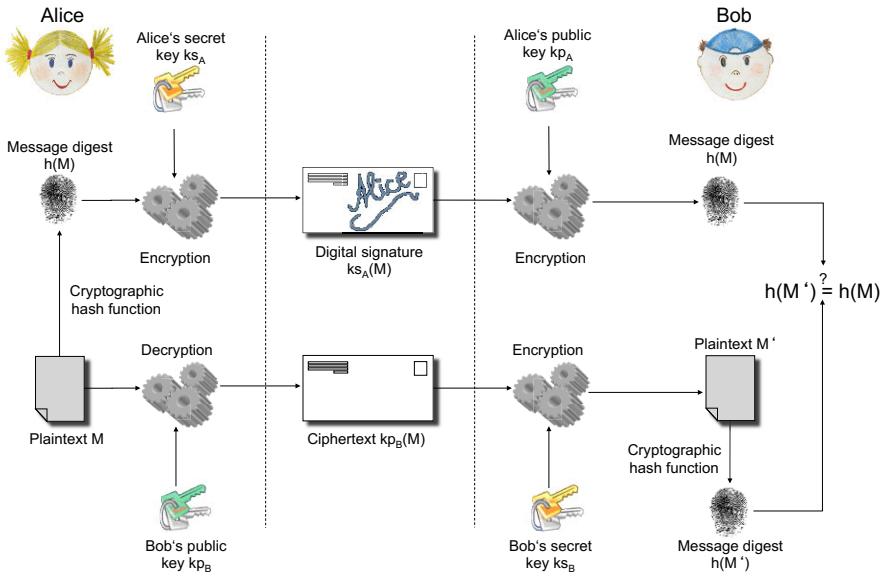 Alice
Bob
Alice‘s secret
key ksA
Alice‘s public
key kpA
Message digest
h(M)
Message digest
h(M)
Alice
Encryption
Digital signature
ksA(M)
Encryption
Cryptographic
hash function
?
h(M‘) = h(M)
Decryption
Encryption
Plaintext M‘
Plaintext M
Ciphertext kpB(M)
Cryptographic
hash function
Bob‘s public
key kpB
Bob‘s secret
key ksB
Message digest
h(M‘)